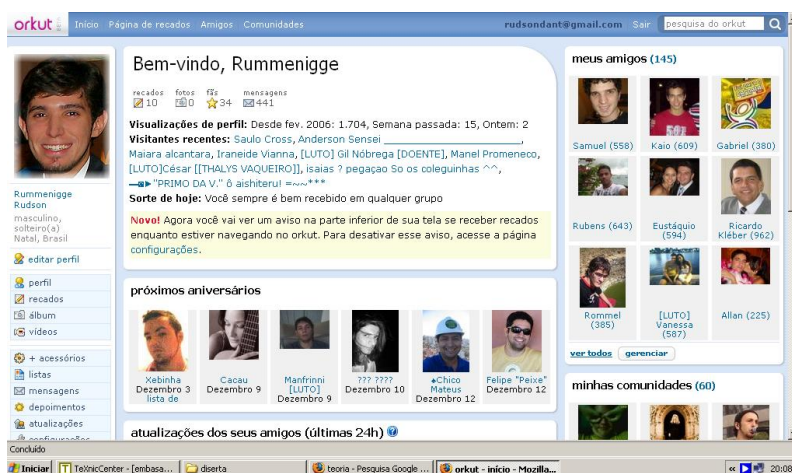 orkut Início Página de recados Amigos Comunidades rudsondant@gmail.com Sair pesquisa do orkut
Bem-vindo, Rummenigge
recados fotos fãs mensagens
10 0 34 441
Visualizações de perfil: Desde fev. 2006: 1.704, Semana passada: 15, Ontem: 2
Visitantes recentes: Saulo Cross, Anderson Sensei ,
Maiara alcantara, Iraneide Vianna, [LUTO] Gil Nóbrega [DOENTE], Manel Promeneco,
[LUTO]César [[THALYS VAQUEIRO]], isaias ? pegaçao So os coleguinhas ^^,
"PRIMO DA V." ô aishiteru! =~~***
Sorte de hoje: Você sempre é bem recebido em qualquer grupo
Novo! Agora você vai ver um aviso na parte inferior de sua tela se receber recados
enquanto estiver navegando no orkut. Para desativar esse aviso, acesse a página
configurações.
Rummenigge
Rudson
masculino,
solteiro(a)
Natal, Brasil
editar perfil
perfil
recados
álbum
vídeos
+ acessórios
listas
mensagens
depoimentos
atualizações
configurações
próximos aniversários
Xebinha
Dezembro 3
lista de
Cacau
Dezembro 9
Manfrinni
[LUTO]
Dezembro 9
??? ????
Dezembro 10
♠Chico
Mateus
Dezembro 12
Felipe "Peixe"
Dezembro 12
atualizações dos seus amigos (últimas 24h)
meus amigos (145)
Samuel (558) Kaio (609) Gabriel (380)
Rubens (643)
Eustáquio
(594)
Ricardo
Kléber (962)
Rommel
(385)
[LUTO]
Vanessa
(587)
Allan (225)
ver todos gerenciar
minhas comunidades (60)
Concluído
Iniciar TeXnicCenter - [embasa... diserta teoria - Pesquisa Google ... orkut - início - Mozilla... 20:08